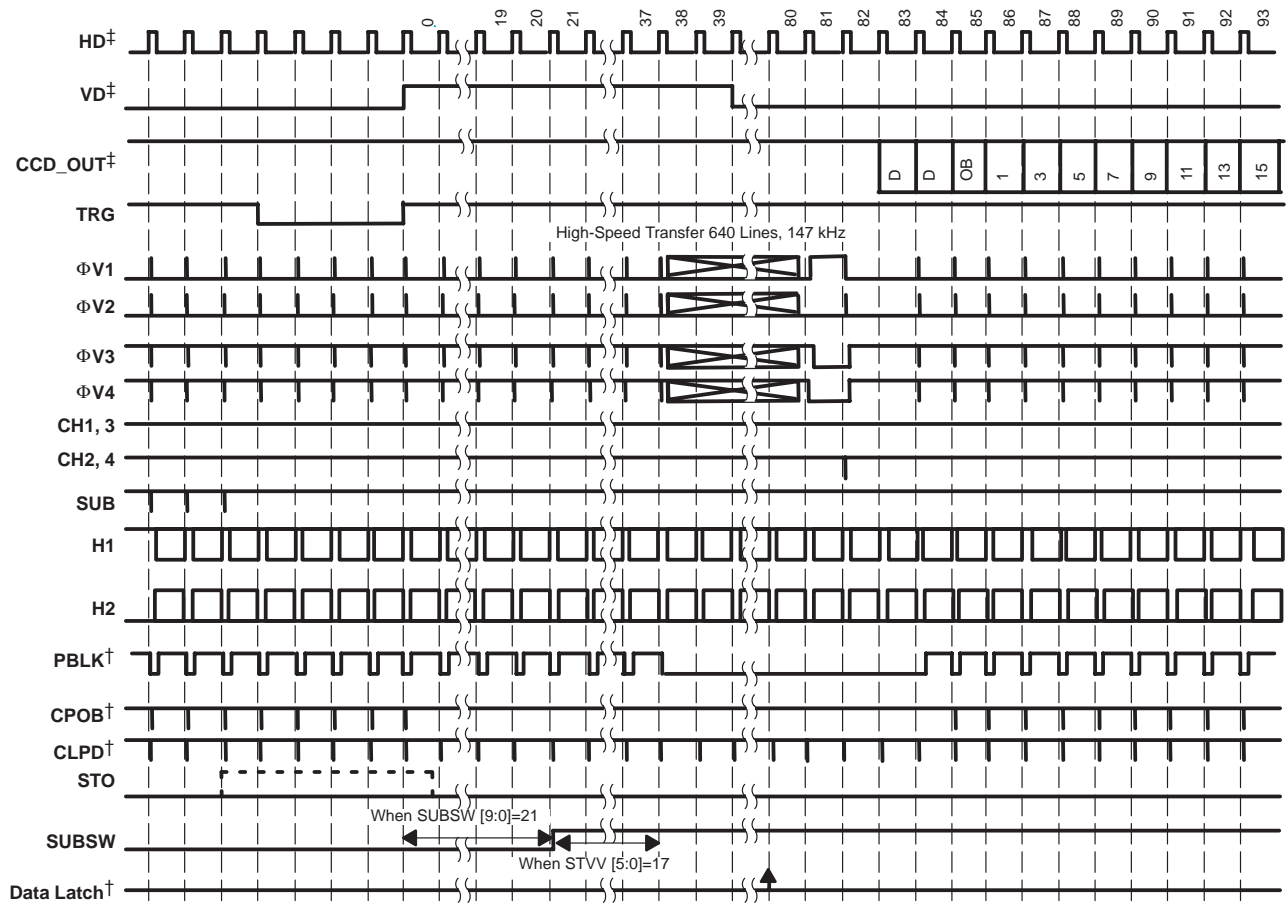 0 19 20 21 37 38 39 80 81 82 83 84 85 86 87 88 89 90 91 92 93
HD‡
VD‡
CCD_OUT‡ D D OB 1 3 5 7 9 11 13 15
TRG
High-Speed Transfer 640 Lines, 147 kHz
ΦV1
ΦV2
ΦV3
ΦV4
CH1, 3
CH2, 4
SUB
H1
H2
PBLK†
CPOB†
CLPD†
STO
When SUBSW [9:0]=21
SUBSW
When STVV [5:0]=17
Data Latch†